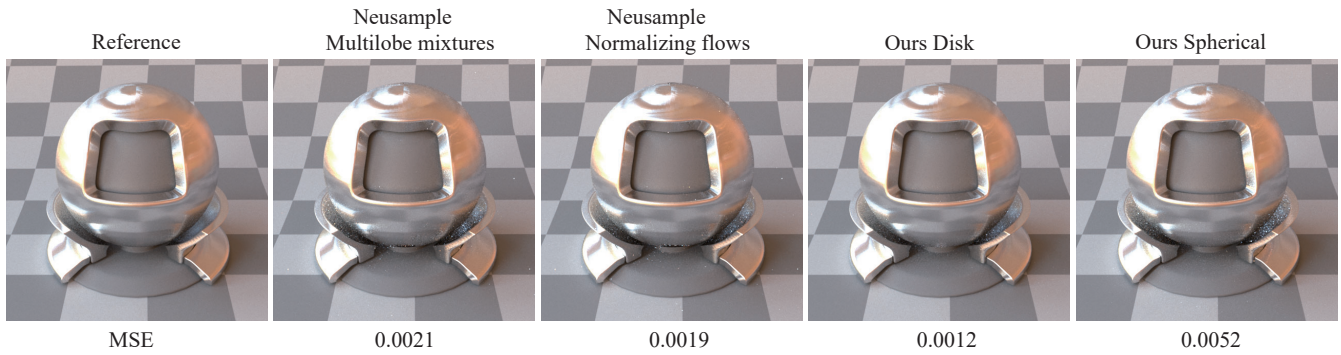 Reference
Neusample
Multilobe mixtures
Neusample
Normalizing flows
Ours Disk
Ours Spherical
MSE
0.0021
0.0019
0.0012
0.0052